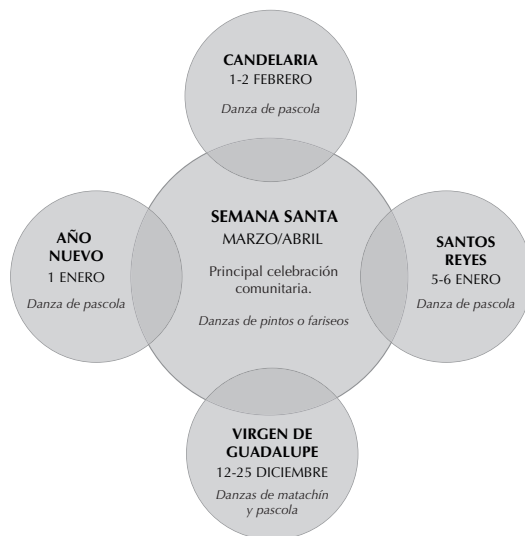 CANDELARIA
1-2 FEBRERO
Danza de pascola
AÑO
NUEVO
1 ENERO
Danza de pascola
SEMANA SANTA
MARZO/ABRIL
Principal celebración
comunitaria.
Danzas de pintos o fariseos
SANTOS
REYES
5-6 ENERO
Danza de pascola
VIRGEN DE
GUADALUPE
12-25 DICIEMBRE
Danzas de matachín
y pascola